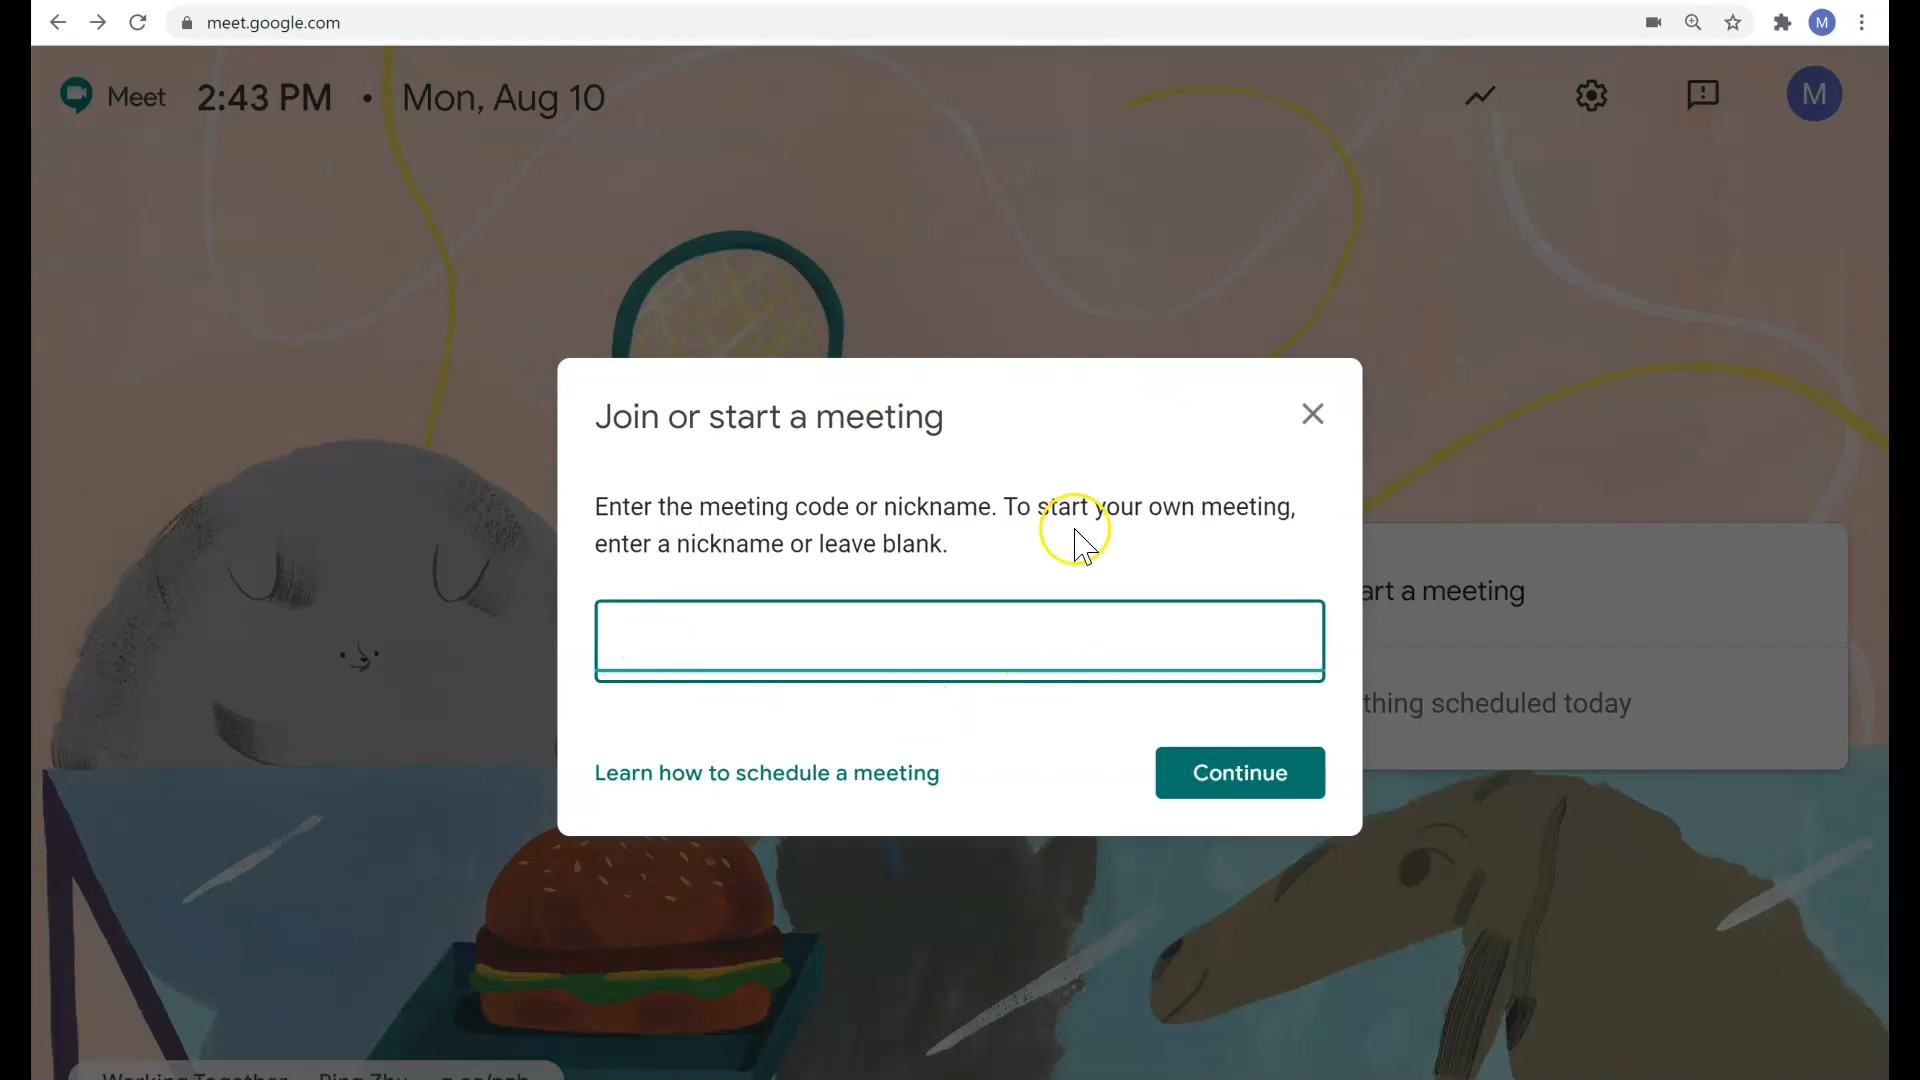 meet.google.com
M
Meet 2:43 PM • Mon, Aug 10
M
Join or start a meeting
Enter the meeting code or nickname. To start your own meeting,
enter a nickname or leave blank.
art a meeting
thing scheduled today
Learn how to schedule a meeting
Continue